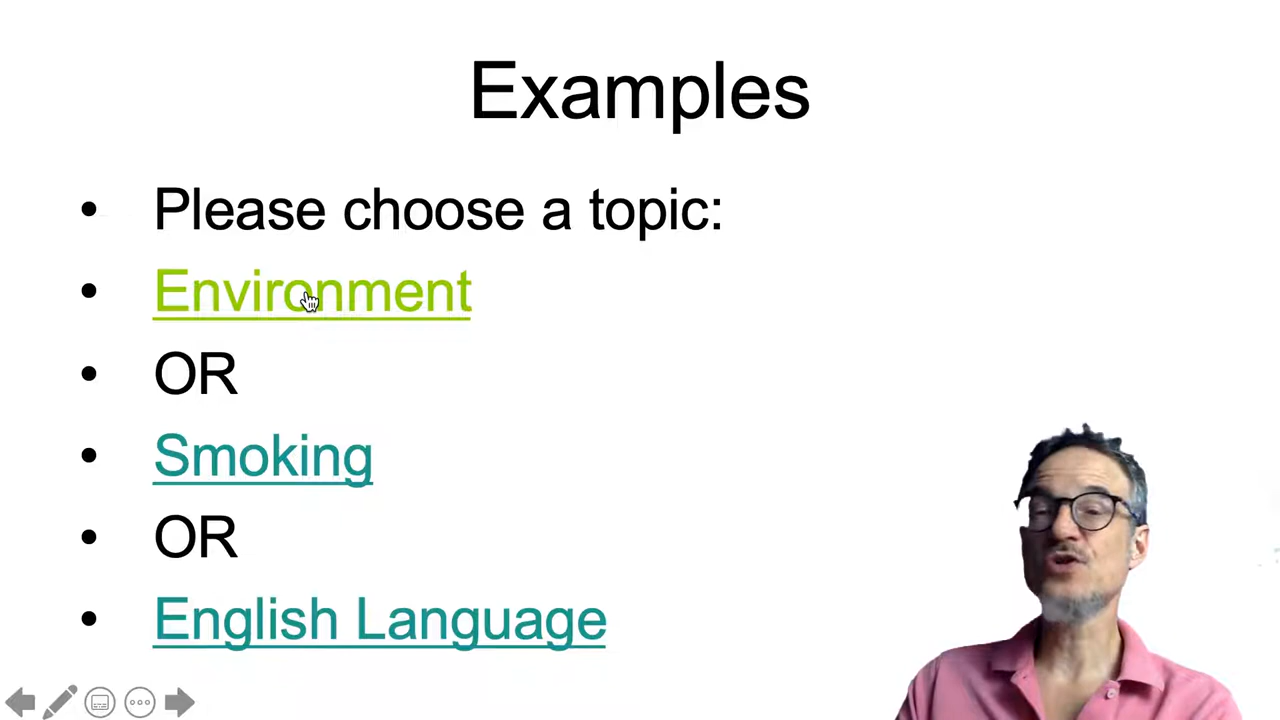 Examples
• Please choose a topic:
• Environment
• OR
• Smoking
• OR
• English Language